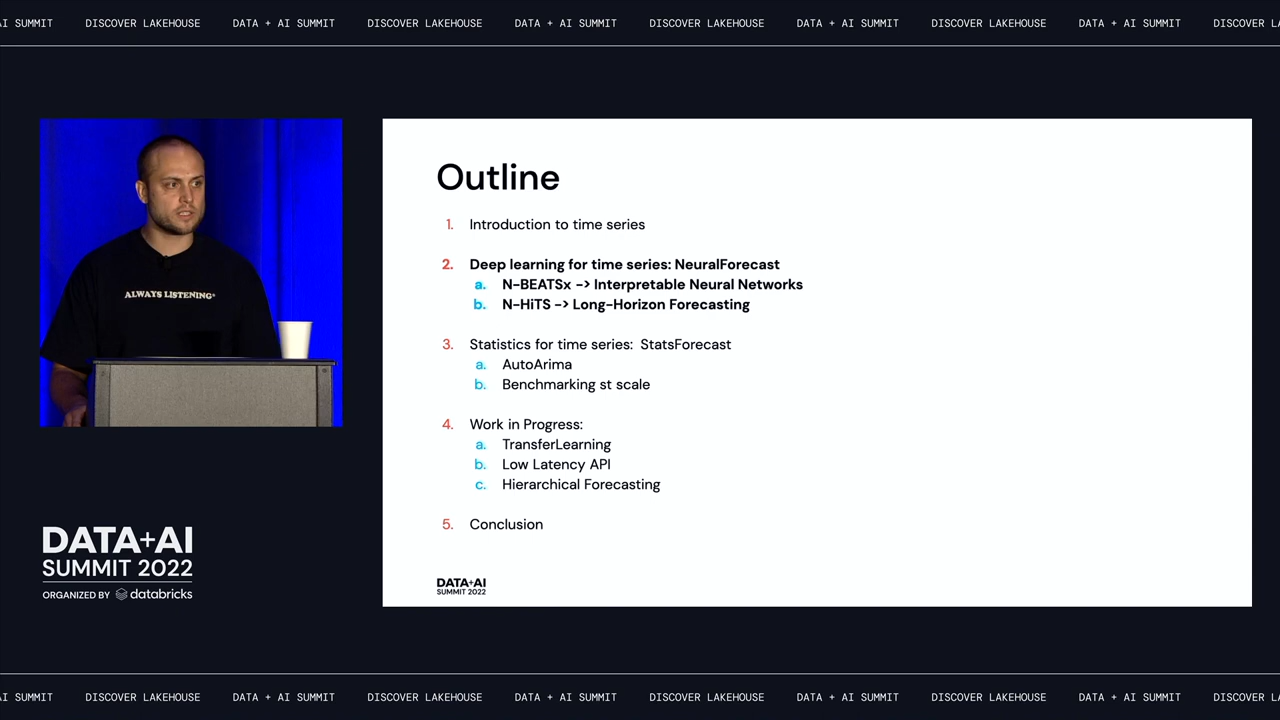 AI SUMMIT DISCOVER LAKEHOUSE DATA + AI SUMMIT DISCOVER LAKEHOUSE DATA + AI SUMMIT DISCOVER LAKEHOUSE DATA + AI SUMMIT DISCOVER LAKEHOUSE DATA + AI SUMMIT DISCOVER LA
ALWAYS LISTENING
Outline
1. Introduction to time series
2. Deep learning for time series: NeuralForecast
a. N-BEATSx -> Interpretable Neural Networks
b. N-HiTS -> Long-Horizon Forecasting
3. Statistics for time series: StatsForecast
a. AutoArima
b. Benchmarking st scale
4. Work in Progress:
a. TransferLearning
b. Low Latency API
c. Hierarchical Forecasting
5. Conclusion
DATA+AI
SUMMIT 2022
DATA+AI
SUMMIT 2022
ORGANIZED BY databricks
AI SUMMIT DISCOVER LAKEHOUSE DATA + AI SUMMIT DISCOVER LAKEHOUSE DATA + AI SUMMIT DISCOVER LAKEHOUSE DATA + AI SUMMIT DISCOVER LAKEHOUSE DATA + AI SUMMIT DISCOVER LA